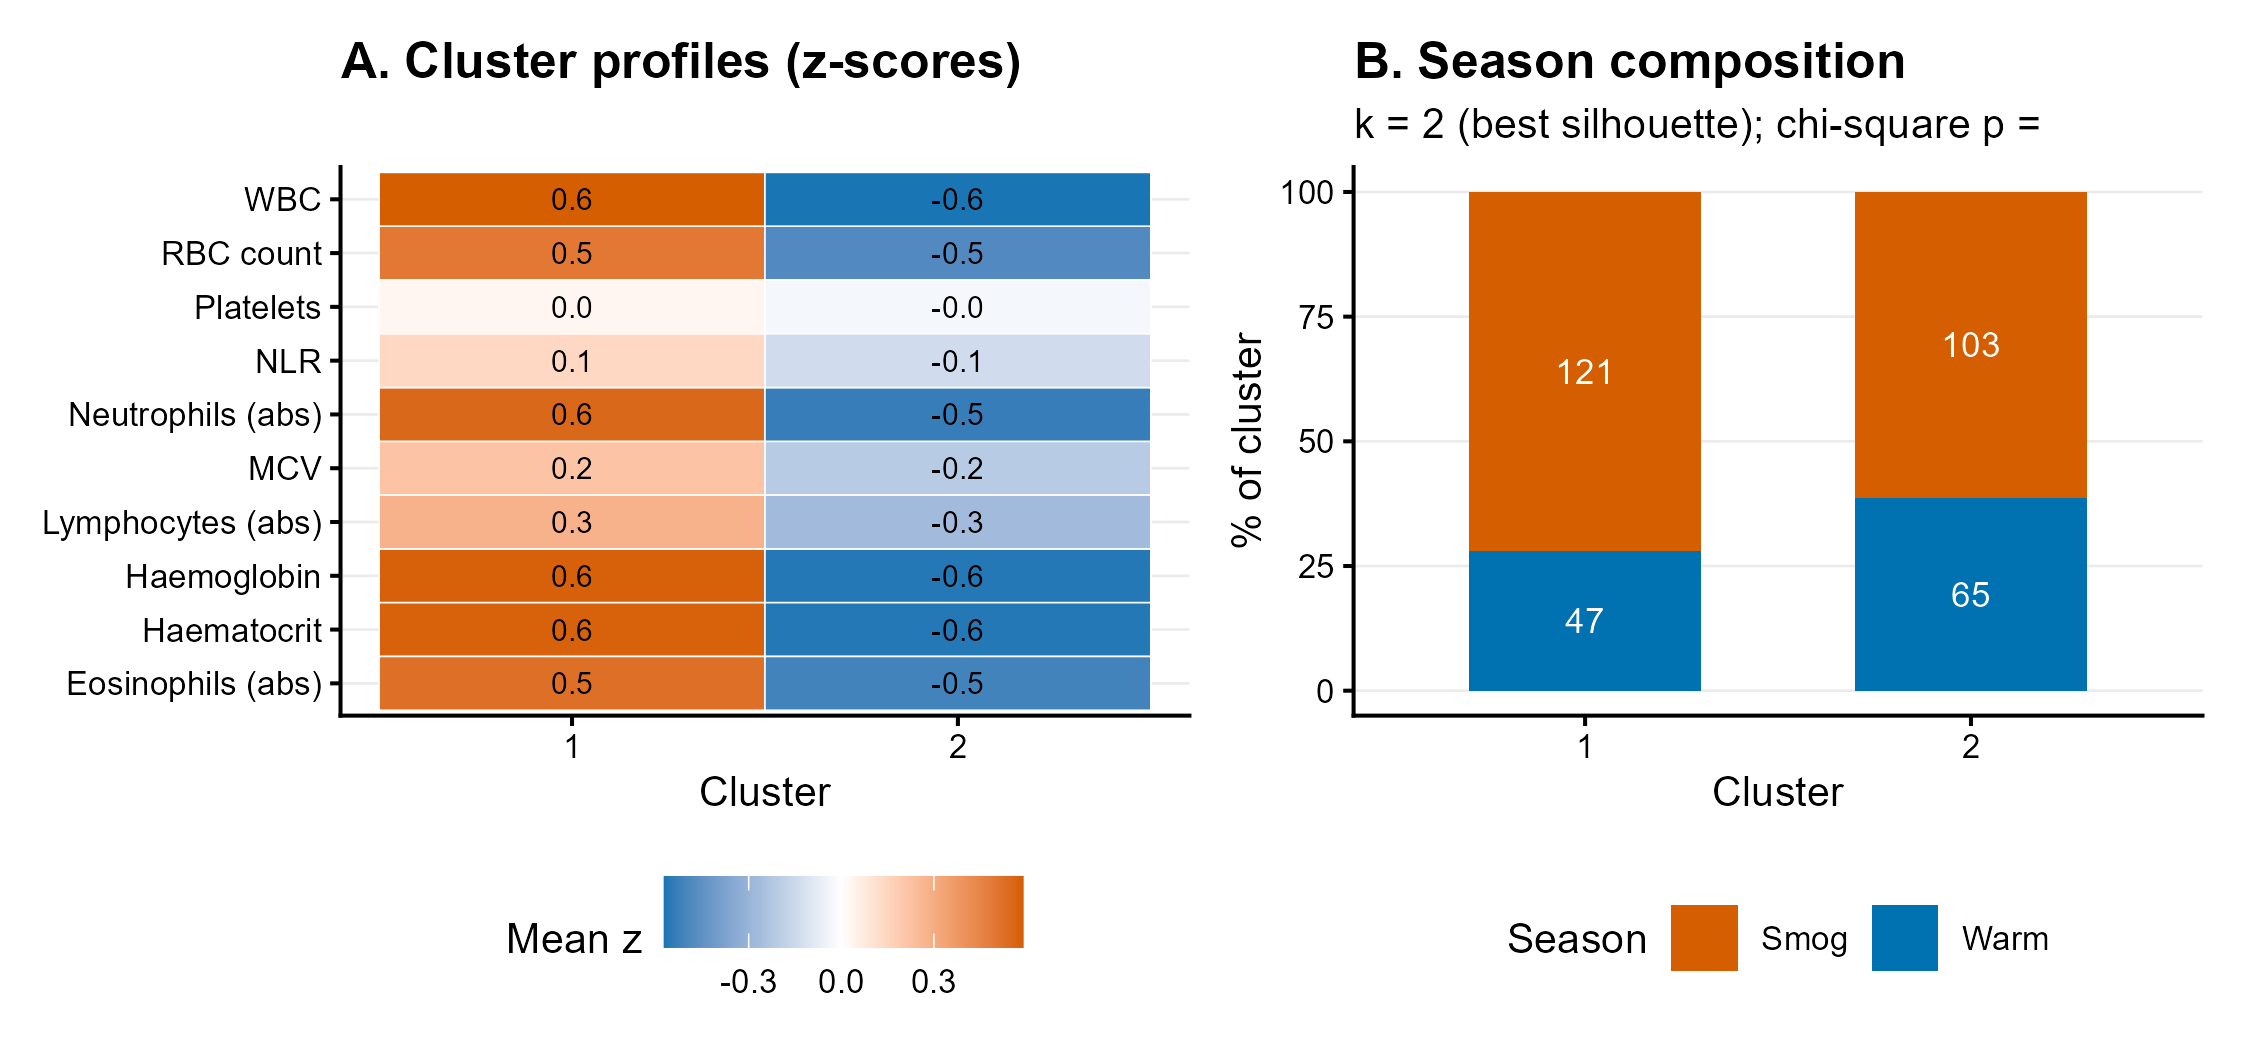 A. Cluster profiles (z-scores)
WBC 0.6 -0.6
RBC count 0.5 -0.5
Platelets 0.0 -0.0
NLR 0.1 -0.1
Neutrophils (abs) 0.6 -0.5
MCV 0.2 -0.2
Lymphocytes (abs) 0.3 -0.3
Haemoglobin 0.6 -0.6
Haematocrit 0.6 -0.6
Eosinophils (abs) 0.5 -0.5
1 2
Cluster
Mean z
-0.3 0.0 0.3
B. Season composition
k = 2 (best silhouette); chi-square p =
% of cluster
100
75
50
25
0
121 103
47 65
1 2
Cluster
Season Smog Warm